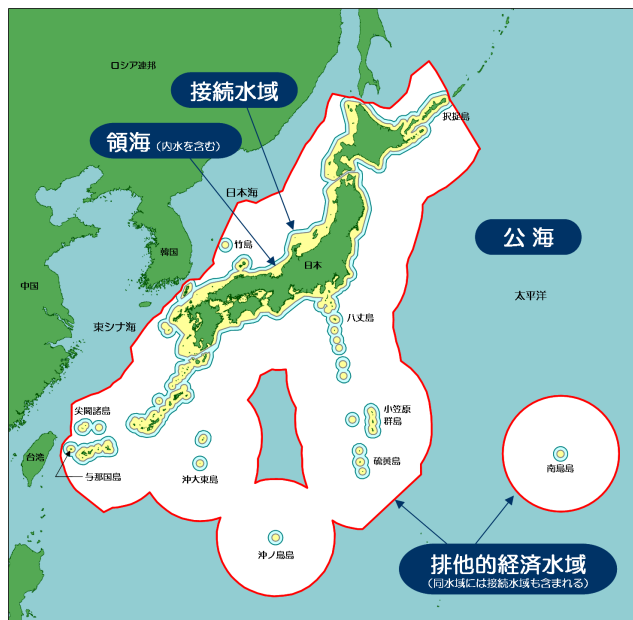 ロシア連邦
接続水域
択捉島
領海(内水を含む)
日本海
竹島
公海
韓国
日本
中国
太平洋
八丈島
東シナ海
尖閣諸島
小笠原
群島
台湾
硫黄島
南鳥島
与那国島
沖大東島
沖ノ鳥島
排他的経済水域
(同水域には接続水域も含まれる)